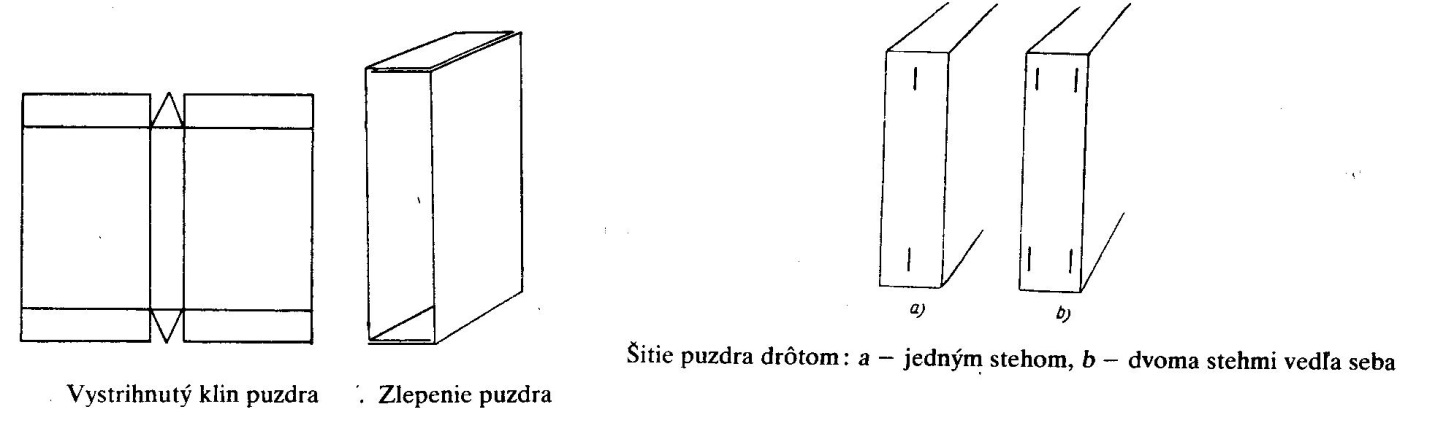 a) b)
Šitie puzdra drôtom: a – jedným stehom, b – dvoma stehmi vedľa seba
Vystrihnutý klin puzdra
Zlepenie puzdra